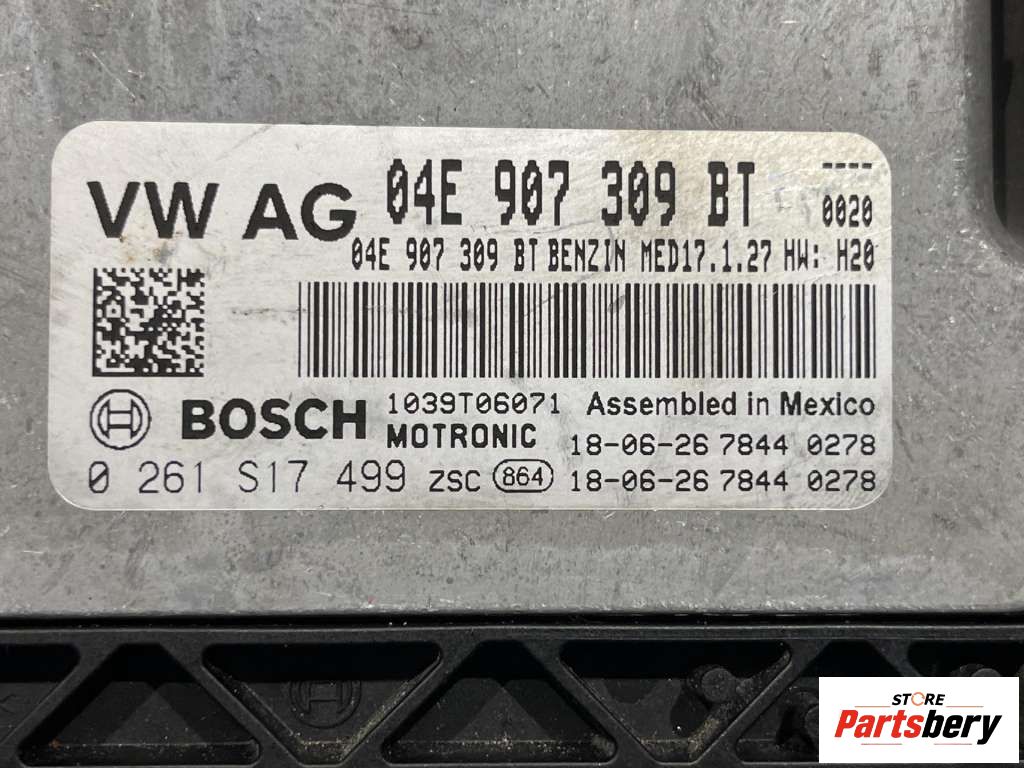 VW AG 04E 907 309 BT ----
0020
04E 907 309 BT BENZIN MED17.1.27 HW: H20
BOSCH 1039T06071 Assembled in Mexico
MOTRONIC 18-06-26 7844 0278
0 261 S17 499 ZSC 864 18-06-26 7844 0278
STORE
Partsbery